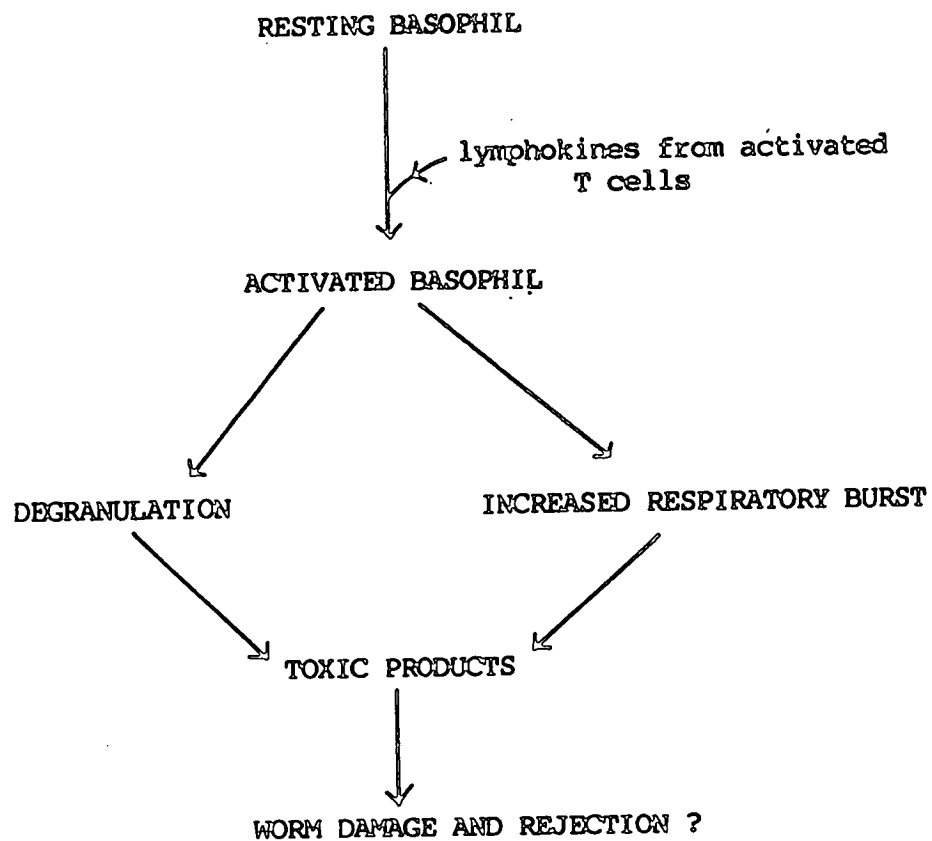 RESTING BASOPHIL
lymphokines from activated
T cells
ACTIVATED BASOPHIL
DEGRANULATION
INCREASED RESPIRATORY BURST
TOXIC PRODUCTS
WORM DAMAGE AND REJECTION ?